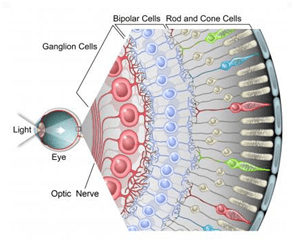 Bipolar Cells
Rod and Cone Cells
Ganglion Cells
Light
Eye
Optic Nerve